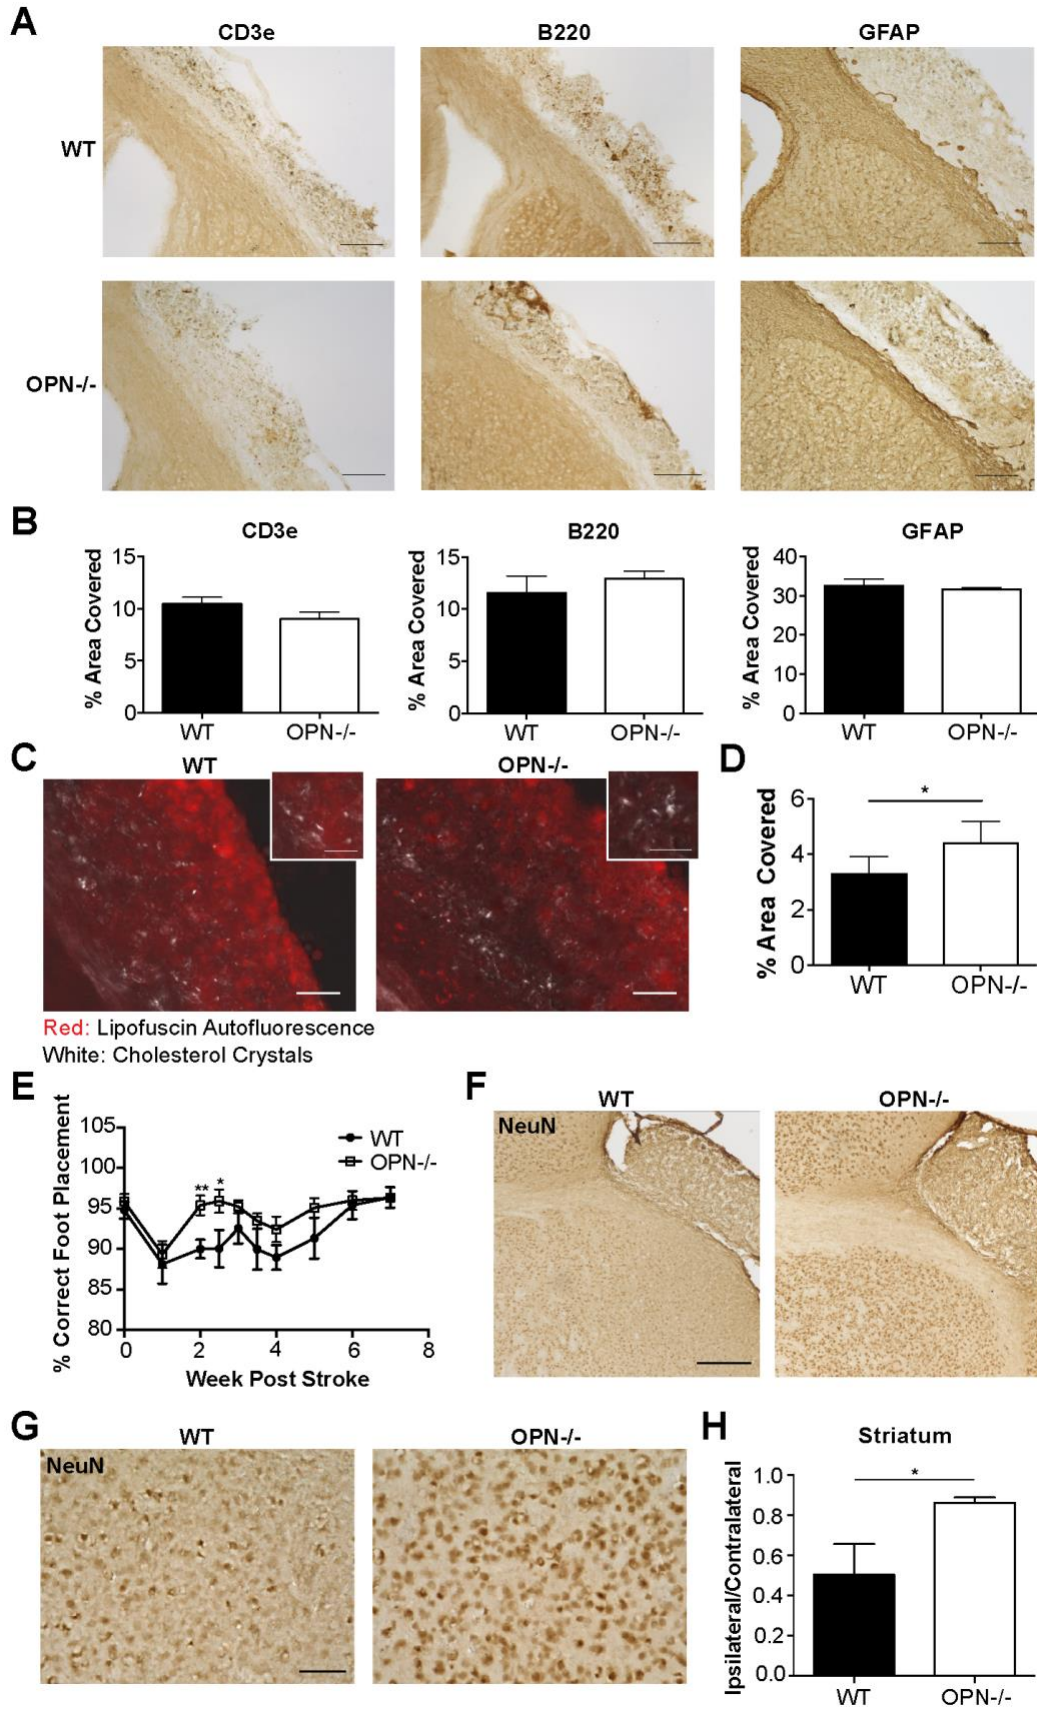 A
CD3e B220 GFAP
WT
OPN-/-
B
CD3e B220 GFAP
% Area Covered
15
10
5
0
WT OPN-/-
% Area Covered
15
10
5
0
WT OPN-/-
% Area Covered
40
30
20
10
0
WT OPN-/-
C
WT OPN-/-
Red: Lipofuscin Autofluorescence
White: Cholesterol Crystals
D
% Area Covered
6
4
2
0
*
WT OPN-/-
E
% Correct Foot Placement
105
100
95
90
85
80
** *
WT
OPN-/-
0 2 4 6 8
Week Post Stroke
F
WT OPN-/-
NeuN
G
WT OPN-/-
NeuN
H
Striatum
Ipsilateral/Contralateral
1.0
0.8
0.6
0.4
0.2
0.0
*
WT OPN-/-